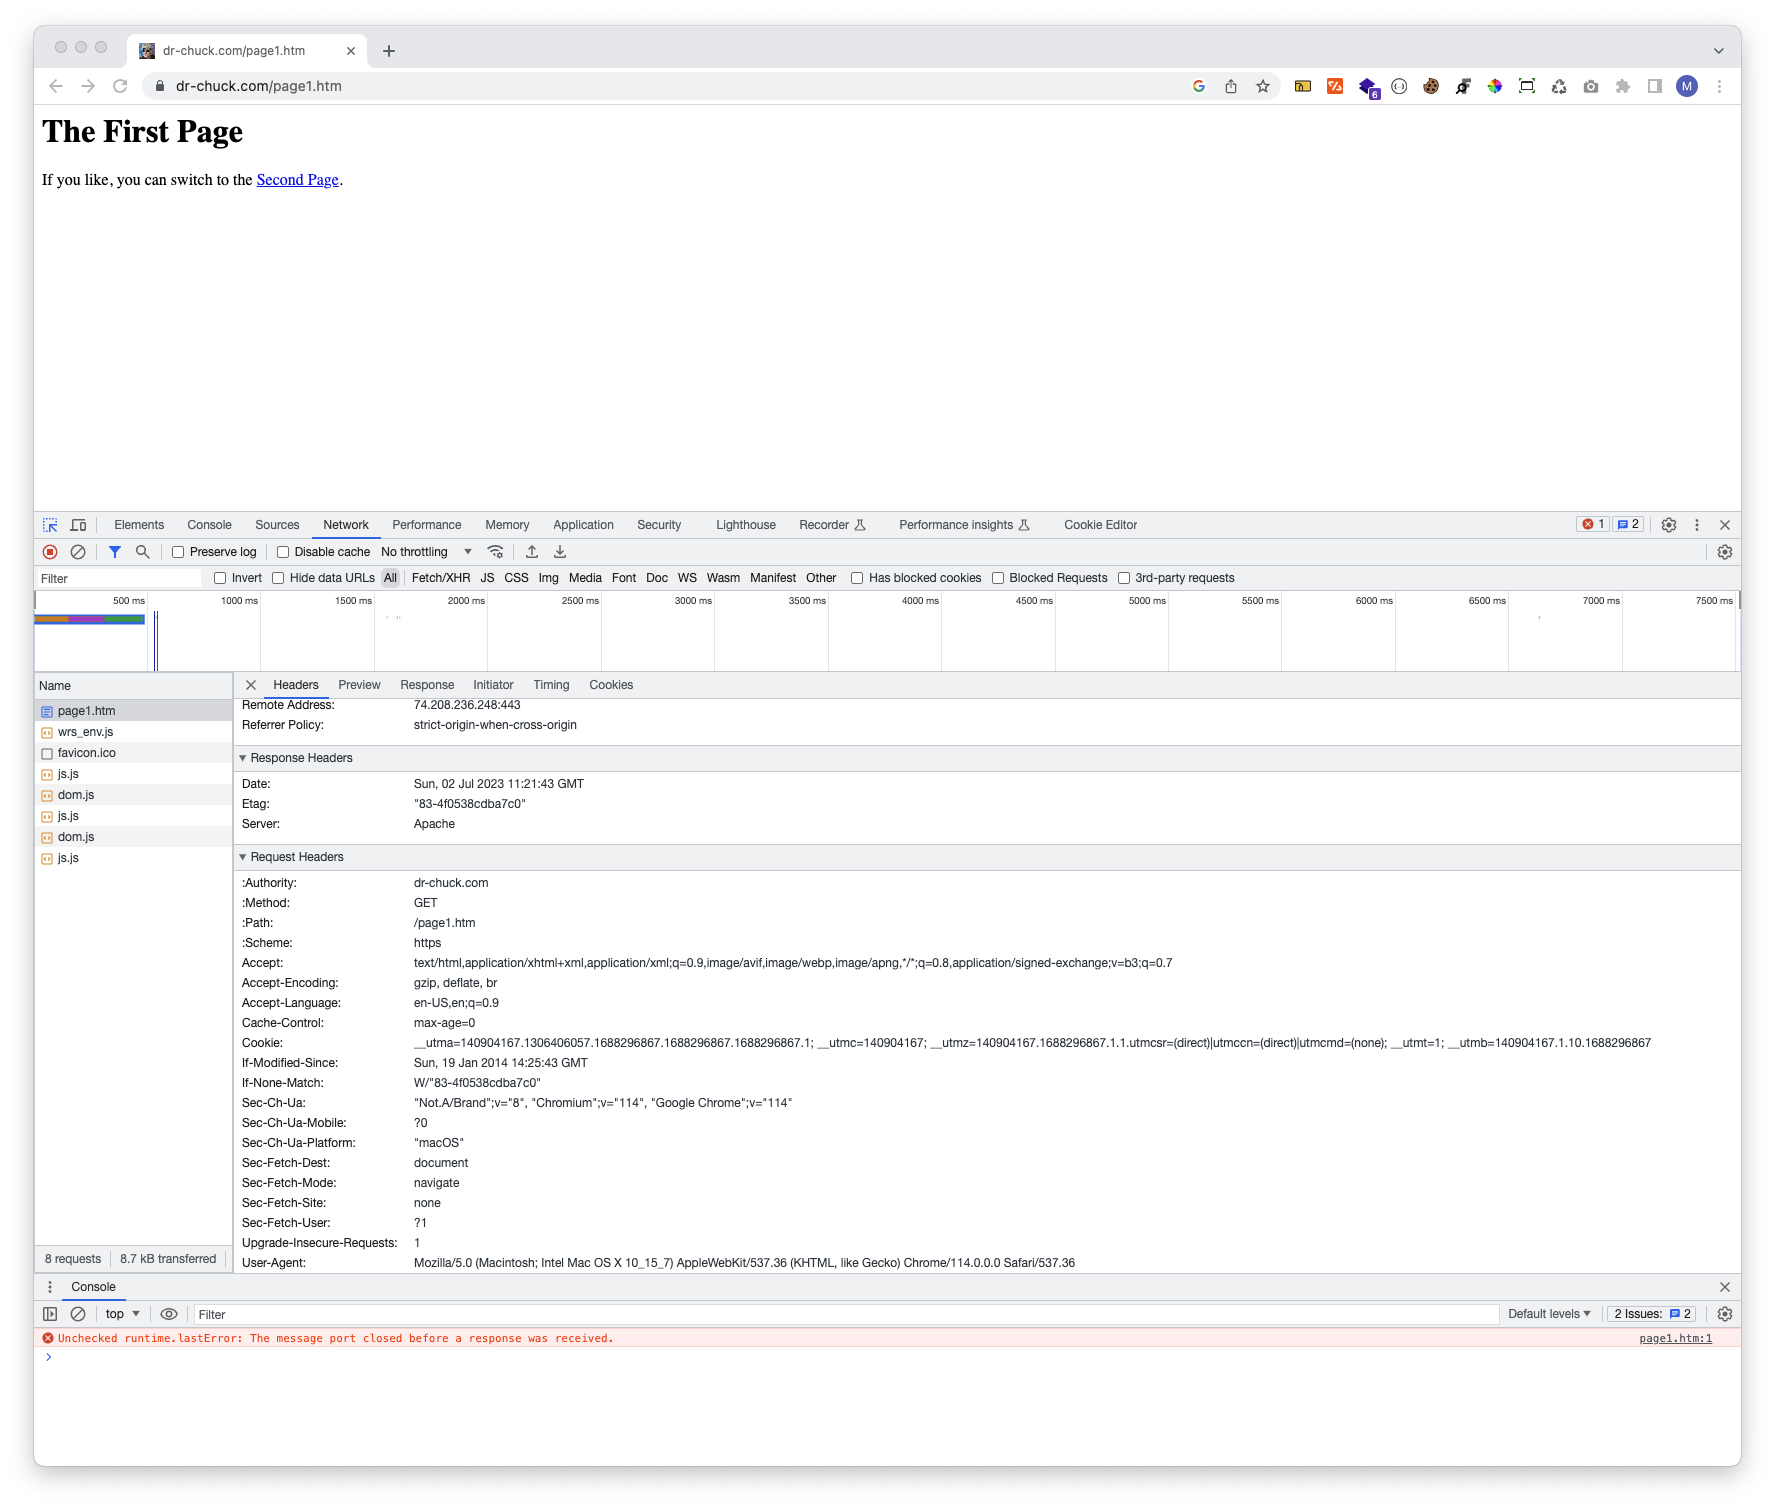 dr-chuck.com/page1.htm
dr-chuck.com/page1.htm
6
M
The First Page
If you like, you can switch to the Second Page.
Elements Console Sources Network Performance Memory Application Security Lighthouse Recorder Performance insights Cookie Editor 1 2
Preserve log Disable cache No throttling
Filter Invert Hide data URLs All Fetch/XHR JS CSS Img Media Font Doc WS Wasm Manifest Other Has blocked cookies Blocked Requests 3rd-party requests
500 ms 1000 ms 1500 ms 2000 ms 2500 ms 3000 ms 3500 ms 4000 ms 4500 ms 5000 ms 5500 ms 6000 ms 6500 ms 7000 ms 7500 ms
Name
page1.htm
wrs_env.js
favicon.ico
js.js
dom.js
js.js
dom.js
js.js
8 requests 8.7 kB transferred
Headers Preview Response Initiator Timing Cookies
Remote Address: 74.208.236.248:443
Referrer Policy: strict-origin-when-cross-origin
Response Headers
Date: Sun, 02 Jul 2023 11:21:43 GMT
Etag: "83-4f0538cdba7c0"
Server: Apache
Request Headers
:Authority: dr-chuck.com
:Method: GET
:Path: /page1.htm
:Scheme: https
Accept: text/html,application/xhtml+xml,application/xml;q=0.9,image/avif,image/webp,image/apng,*/*;q=0.8,application/signed-exchange;v=b3;q=0.7
Accept-Encoding: gzip, deflate, br
Accept-Language: en-US,en;q=0.9
Cache-Control: max-age=0
Cookie: __utma=140904167.1306406057.1688296867.1688296867.1688296867.1; __utmc=140904167; __utmz=140904167.1688296867.1.1.utmcsr=(direct)|utmccn=(direct)|utmcmd=(none); __utmt=1; __utmb=140904167.1.10.1688296867
If-Modified-Since: Sun, 19 Jan 2014 14:25:43 GMT
If-None-Match: W/"83-4f0538cdba7c0"
Sec-Ch-Ua: "Not.A/Brand";v="8", "Chromium";v="114", "Google Chrome";v="114"
Sec-Ch-Ua-Mobile: ?0
Sec-Ch-Ua-Platform: "macOS"
Sec-Fetch-Dest: document
Sec-Fetch-Mode: navigate
Sec-Fetch-Site: none
Sec-Fetch-User: ?1
Upgrade-Insecure-Requests: 1
User-Agent: Mozilla/5.0 (Macintosh; Intel Mac OS X 10_15_7) AppleWebKit/537.36 (KHTML, like Gecko) Chrome/114.0.0.0 Safari/537.36
Console
top Filter Default levels 2 Issues: 2
Unchecked runtime.lastError: The message port closed before a response was received. page1.htm:1